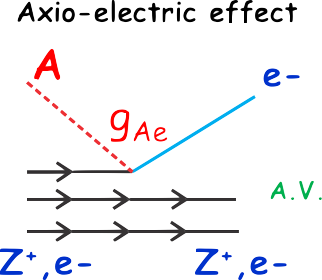 Axio-electric effect
A
e-
gAe
A.V.
Z⁺,e- Z⁺,e-